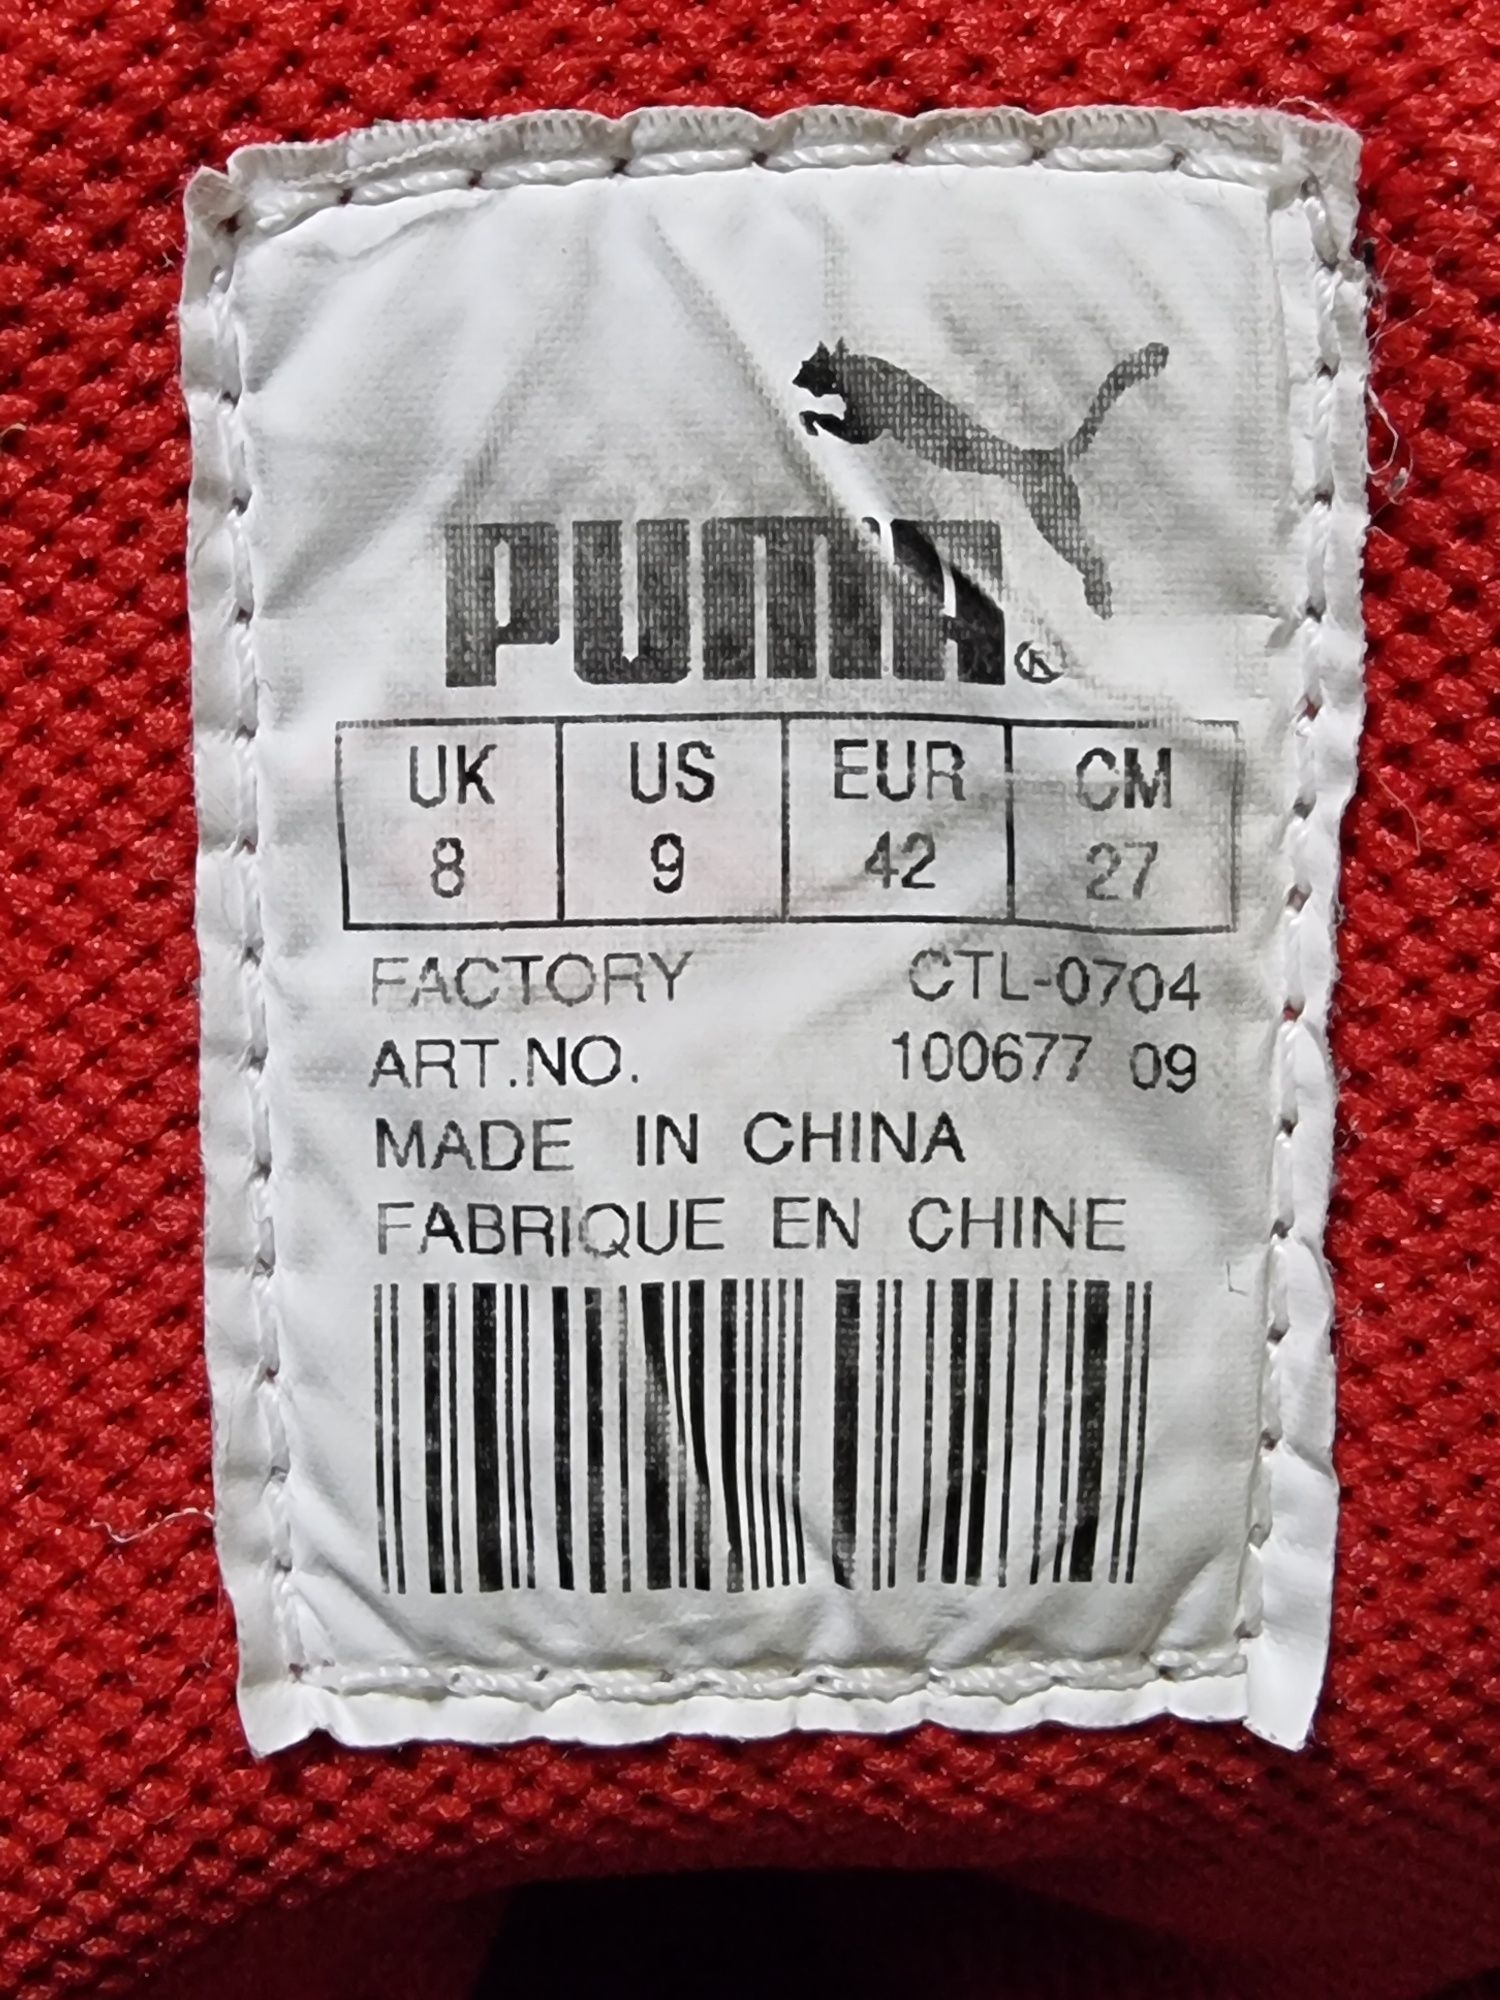 PUMA®
UK US EUR CM
8 9 42 27
FACTORY CTL-0704
ART.NO. 100677 09
MADE IN CHINA
FABRIQUE EN CHINE